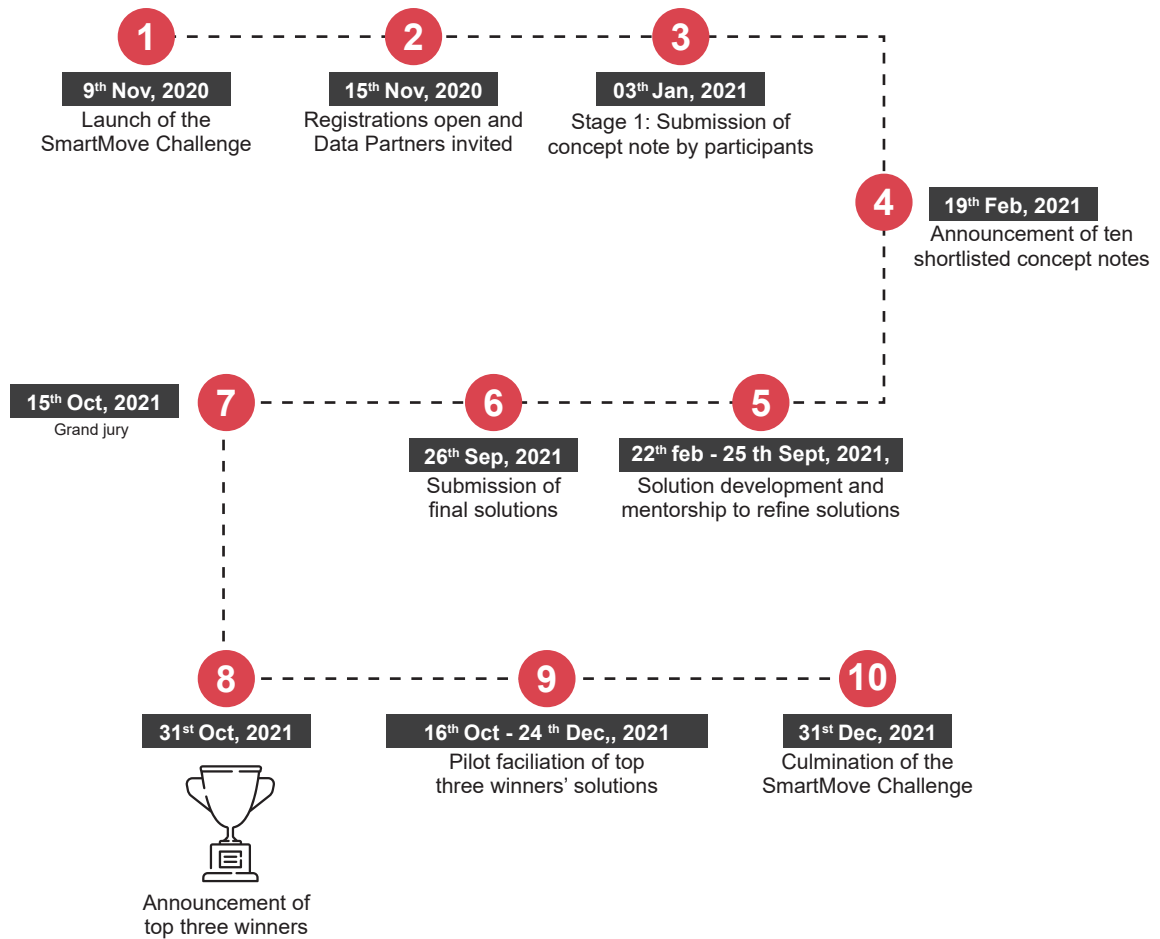 1
9th Nov, 2020
Launch of the
SmartMove Challenge
2
15th Nov, 2020
Registrations open and
Data Partners invited
3
03th Jan, 2021
Stage 1: Submission of
concept note by participants
4
19th Feb, 2021
Announcement of ten
shortlisted concept notes
5
22th feb - 25 th Sept, 2021,
Solution development and
mentorship to refine solutions
6
26th Sep, 2021
Submission of
final solutions
7
15th Oct, 2021
Grand jury
8
31st Oct, 2021
Announcement of
top three winners
9
16th Oct - 24 th Dec,, 2021
Pilot faciliation of top
three winners’ solutions
10
31st Dec, 2021
Culmination of the
SmartMove Challenge